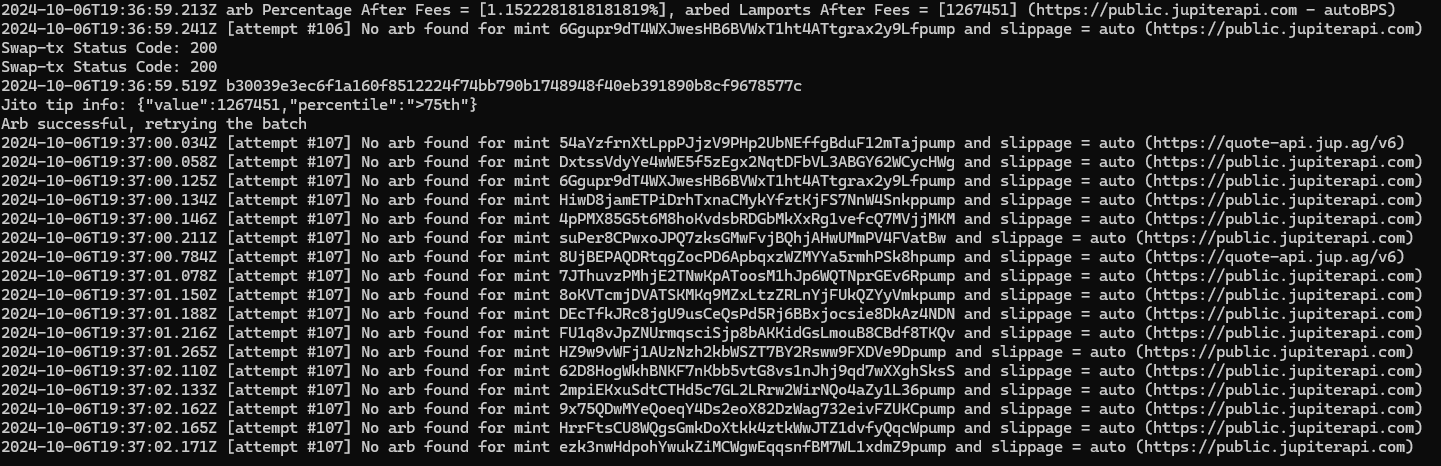 2024-10-06T19:36:59.213Z arb Percentage After Fees = [1.1522281818181819%], arbed Lamports After Fees = [1267451] (https://public.jupiterapi.com - autoBPS)
2024-10-06T19:36:59.241Z [attempt #106] No arb found for mint 6Ggupr9dT4WXJwesHB6BVWxT1ht4ATtgrax2y9Lfpump and slippage = auto (https://public.jupiterapi.com)
Swap-tx Status Code: 200
Swap-tx Status Code: 200
2024-10-06T19:36:59.519Z b30039e3ec6f1a160f8512224f74bb790b1748948f40eb391890b8cf9678577c
Jito tip info: {"value":1267451,"percentile":">75th"}
Arb successful, retrying the batch
2024-10-06T19:37:00.034Z [attempt #107] No arb found for mint 54aYzfrnXtLppPJjzV9PHp2UbNEffgBduF12mTajpump and slippage = auto (https://quote-api.jup.ag/v6)
2024-10-06T19:37:00.058Z [attempt #107] No arb found for mint DxtssVdyYe4wWE5f5zEgx2NqtDFbVL3ABGY62WCycHWg and slippage = auto (https://public.jupiterapi.com)
2024-10-06T19:37:00.125Z [attempt #107] No arb found for mint 6Ggupr9dT4WXJwesHB6BVWxT1ht4ATtgrax2y9Lfpump and slippage = auto (https://public.jupiterapi.com)
2024-10-06T19:37:00.134Z [attempt #107] No arb found for mint HiwD8jamETPiDrhTxnaCMykYfztKjFS7NnW4Snkppump and slippage = auto (https://public.jupiterapi.com)
2024-10-06T19:37:00.146Z [attempt #107] No arb found for mint 4pPMX85G5t6M8hoKvdsbRDGbMkXxRg1vefcQ7MVjjMKM and slippage = auto (https://public.jupiterapi.com)
2024-10-06T19:37:00.211Z [attempt #107] No arb found for mint suPer8CPwxoJPQ7zksGMwFvjBQhjAHwUMmPV4FVatBw and slippage = auto (https://public.jupiterapi.com)
2024-10-06T19:37:00.784Z [attempt #107] No arb found for mint 8UjBEPAQDRtqgZocPD6ApbqxzWZMYYa5rmhPSk8hpump and slippage = auto (https://quote-api.jup.ag/v6)
2024-10-06T19:37:01.078Z [attempt #107] No arb found for mint 7JThuvzPMhjE2TNwKpAToosM1hJp6WQTNprGEv6Rpump and slippage = auto (https://public.jupiterapi.com)
2024-10-06T19:37:01.150Z [attempt #107] No arb found for mint 8oKVTcmjDVATSKMKq9MZxLtzZRLnYjFUkQZYyVmkpump and slippage = auto (https://public.jupiterapi.com)
2024-10-06T19:37:01.188Z [attempt #107] No arb found for mint DEcTfkJRc8jgU9usCeQsPd5Rj6BBxjocsie8DkAz4NDN and slippage = auto (https://public.jupiterapi.com)
2024-10-06T19:37:01.216Z [attempt #107] No arb found for mint FU1q8vJpZNUrmqsciSjp8bAKKidGsLmouB8CBdf8TKQv and slippage = auto (https://public.jupiterapi.com)
2024-10-06T19:37:01.265Z [attempt #107] No arb found for mint HZ9w9vWFj1AUzNzh2kbWSZT7BY2Rsww9FXDVe9Dpump and slippage = auto (https://public.jupiterapi.com)
2024-10-06T19:37:02.110Z [attempt #107] No arb found for mint 62D8HogWkhBNKF7nKbb5vtG8vs1nJhj9qd7wXXghSksS and slippage = auto (https://public.jupiterapi.com)
2024-10-06T19:37:02.133Z [attempt #107] No arb found for mint 2mpiEKxuSdtCTHd5c7GL2LRrw2WirNQo4aZy1L36pump and slippage = auto (https://public.jupiterapi.com)
2024-10-06T19:37:02.162Z [attempt #107] No arb found for mint 9x75QDwMYeQoeqY4Ds2eoX82DzWag732eivFZUKCpump and slippage = auto (https://public.jupiterapi.com)
2024-10-06T19:37:02.165Z [attempt #107] No arb found for mint HrrFtsCU8WQgsGmkDoXtkk4ztkWwJTZ1dvfyQqcWpump and slippage = auto (https://public.jupiterapi.com)
2024-10-06T19:37:02.171Z [attempt #107] No arb found for mint ezk3nwHdpohYwukZiMCWgwEqqsnfBM7WL1xdmZ9pump and slippage = auto (https://public.jupiterapi.com)